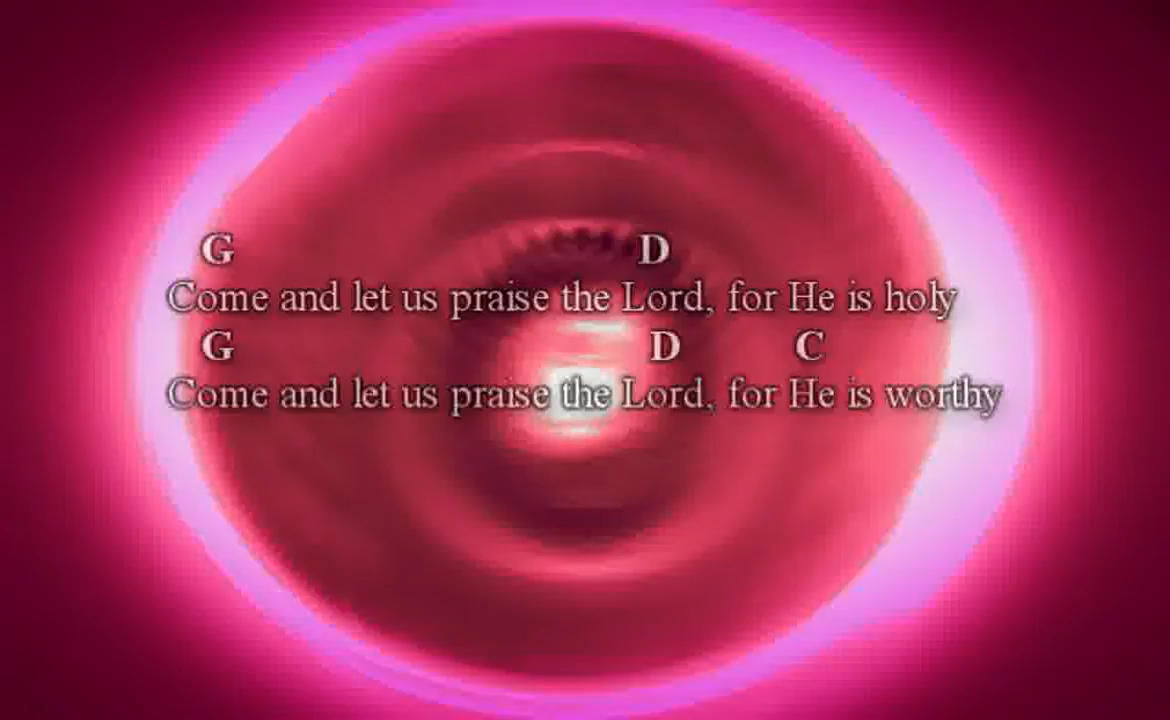 G D
Come and let us praise the Lord, for He is holy
G D C
Come and let us praise the Lord, for He is worthy